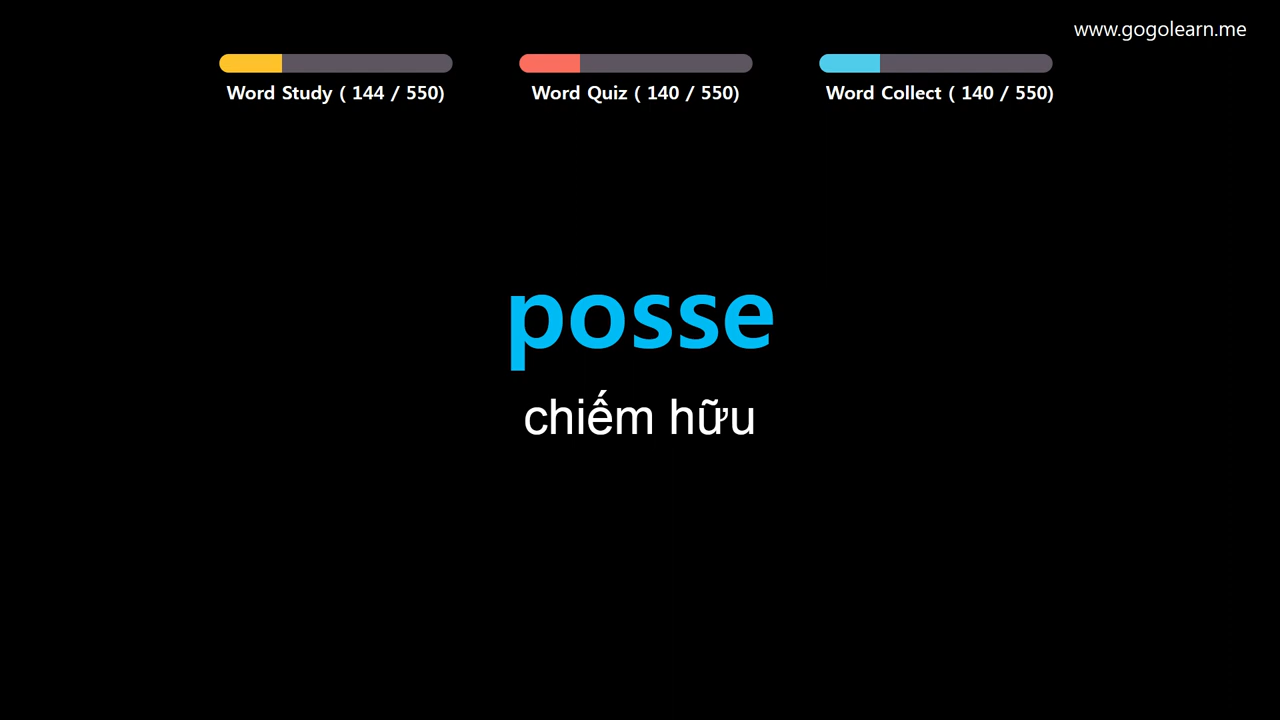 www.gogolearn.me
Word Study ( 144 / 550)
Word Quiz ( 140 / 550)
Word Collect ( 140 / 550)
posse
chiếm hữu